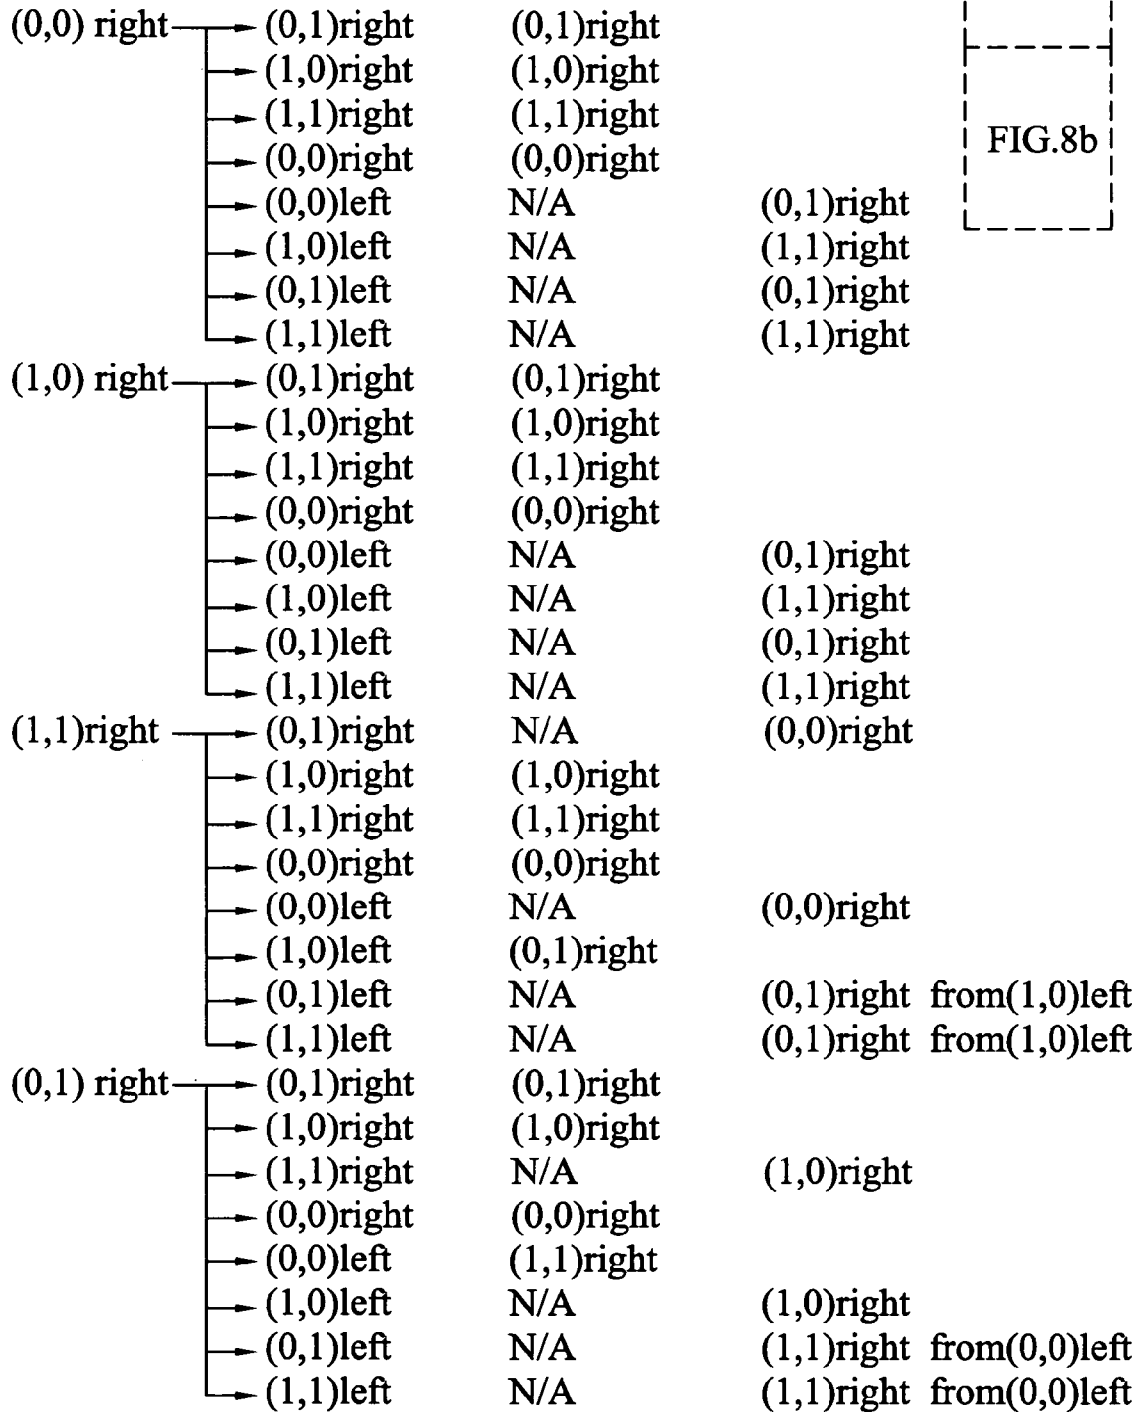 (0,0) right (0,1)right (0,1)right
(1,0)right (1,0)right
(1,1)right (1,1)right
FIG.8b
(0,0)right (0,0)right
(0,0)left N/A (0,1)right
(1,0)left N/A (1,1)right
(0,1)left N/A (0,1)right
(1,1)left N/A (1,1)right
(1,0) right (0,1)right (0,1)right
(1,0)right (1,0)right
(1,1)right (1,1)right
(0,0)right (0,0)right
(0,0)left N/A (0,1)right
(1,0)left N/A (1,1)right
(0,1)left N/A (0,1)right
(1,1)left N/A (1,1)right
(1,1)right (0,1)right N/A (0,0)right
(1,0)right (1,0)right
(1,1)right (1,1)right
(0,0)right (0,0)right
(0,0)left N/A (0,0)right
(1,0)left (0,1)right
(0,1)left N/A (0,1)right from(1,0)left
(1,1)left N/A (0,1)right from(1,0)left
(0,1) right (0,1)right (0,1)right
(1,0)right (1,0)right
(1,1)right N/A (1,0)right
(0,0)right (0,0)right
(0,0)left (1,1)right
(1,0)left N/A (1,0)right
(0,1)left N/A (1,1)right from(0,0)left
(1,1)left N/A (1,1)right from(0,0)left